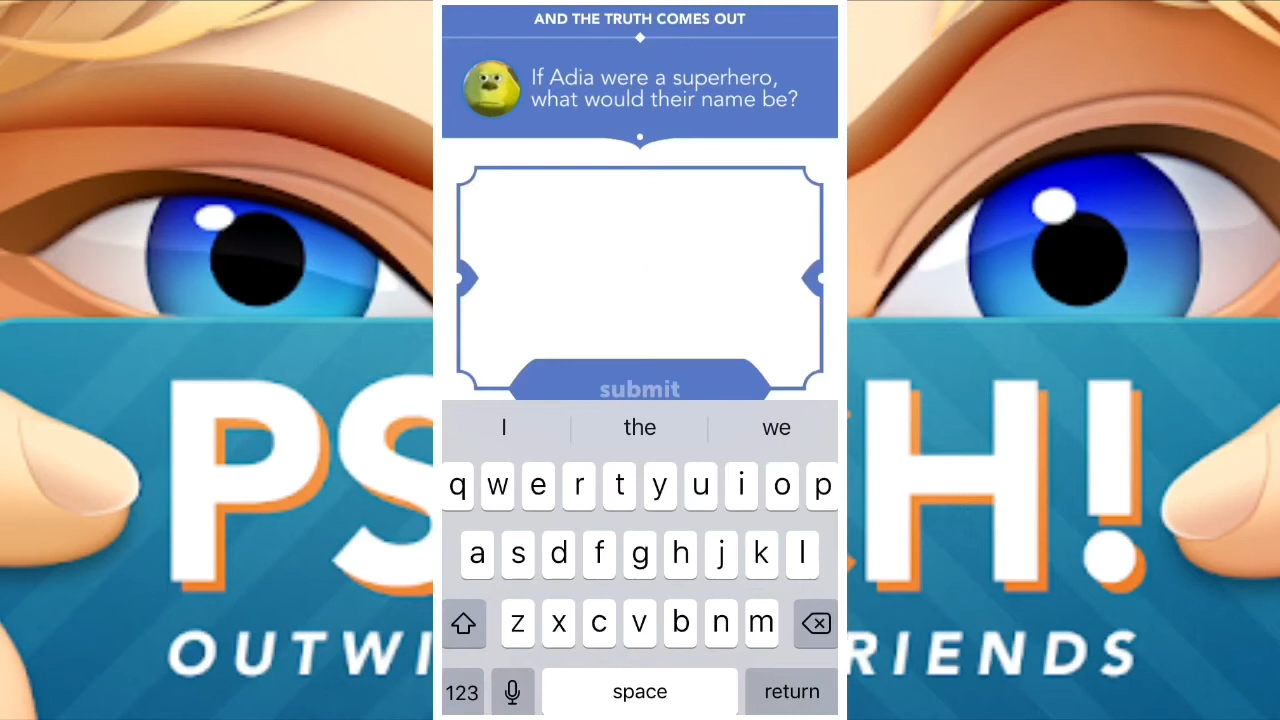 AND THE TRUTH COMES OUT
If Adia were a superhero,
what would their name be?
submit
I the we
q w e r t y u i o p
a s d f g h j k l
z x c v b n m
123 space return
PS H!
OUTWI RIENDS